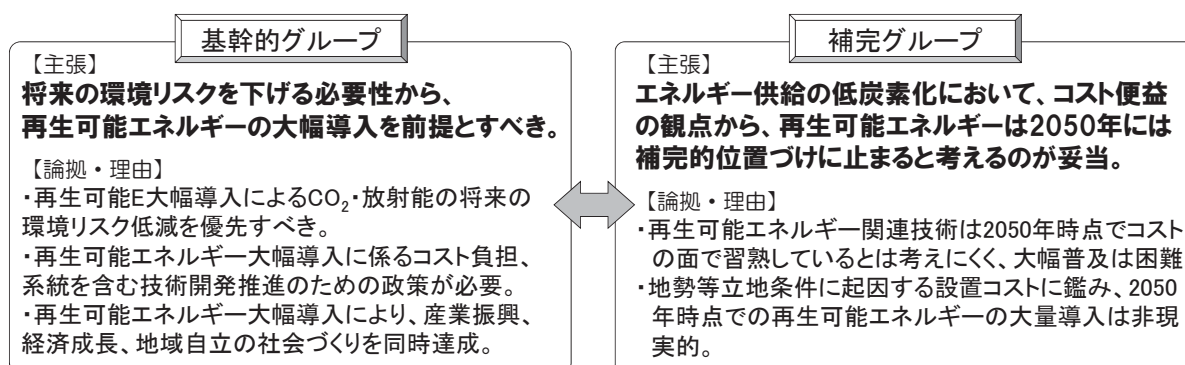 基幹的グループ
【主張】
将来の環境リスクを下げる必要性から、
再生可能エネルギーの大幅導入を前提とすべき。
【論拠・理由】
・再生可能E大幅導入によるCO₂・放射能の将来の
環境リスク低減を優先すべき。
・再生可能エネルギー大幅導入に係るコスト負担、
系統を含む技術開発推進のための政策が必要。
・再生可能エネルギー大幅導入により、産業振興、
経済成長、地域自立の社会づくりを同時達成。
補完グループ
【主張】
エネルギー供給の低炭素化において、コスト便益
の観点から、再生可能エネルギーは2050年には
補完的位置づけに止まると考えるのが妥当。
【論拠・理由】
・再生可能エネルギー関連技術は2050年時点でコスト
の面で習熟しているとは考えにくく、大幅普及は困難
・地勢等立地条件に起因する設置コストに鑑み、2050
年時点での再生可能エネルギーの大量導入は非現
実的。